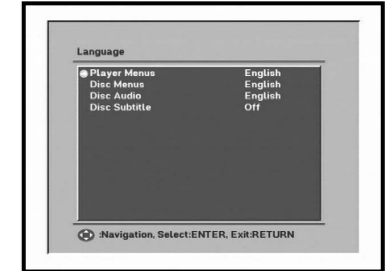 Language
Player Menus English
Disc Menus English
Disc Audio English
Disc Subtitle Off
:Navigation, Select:ENTER, Exit:RETURN